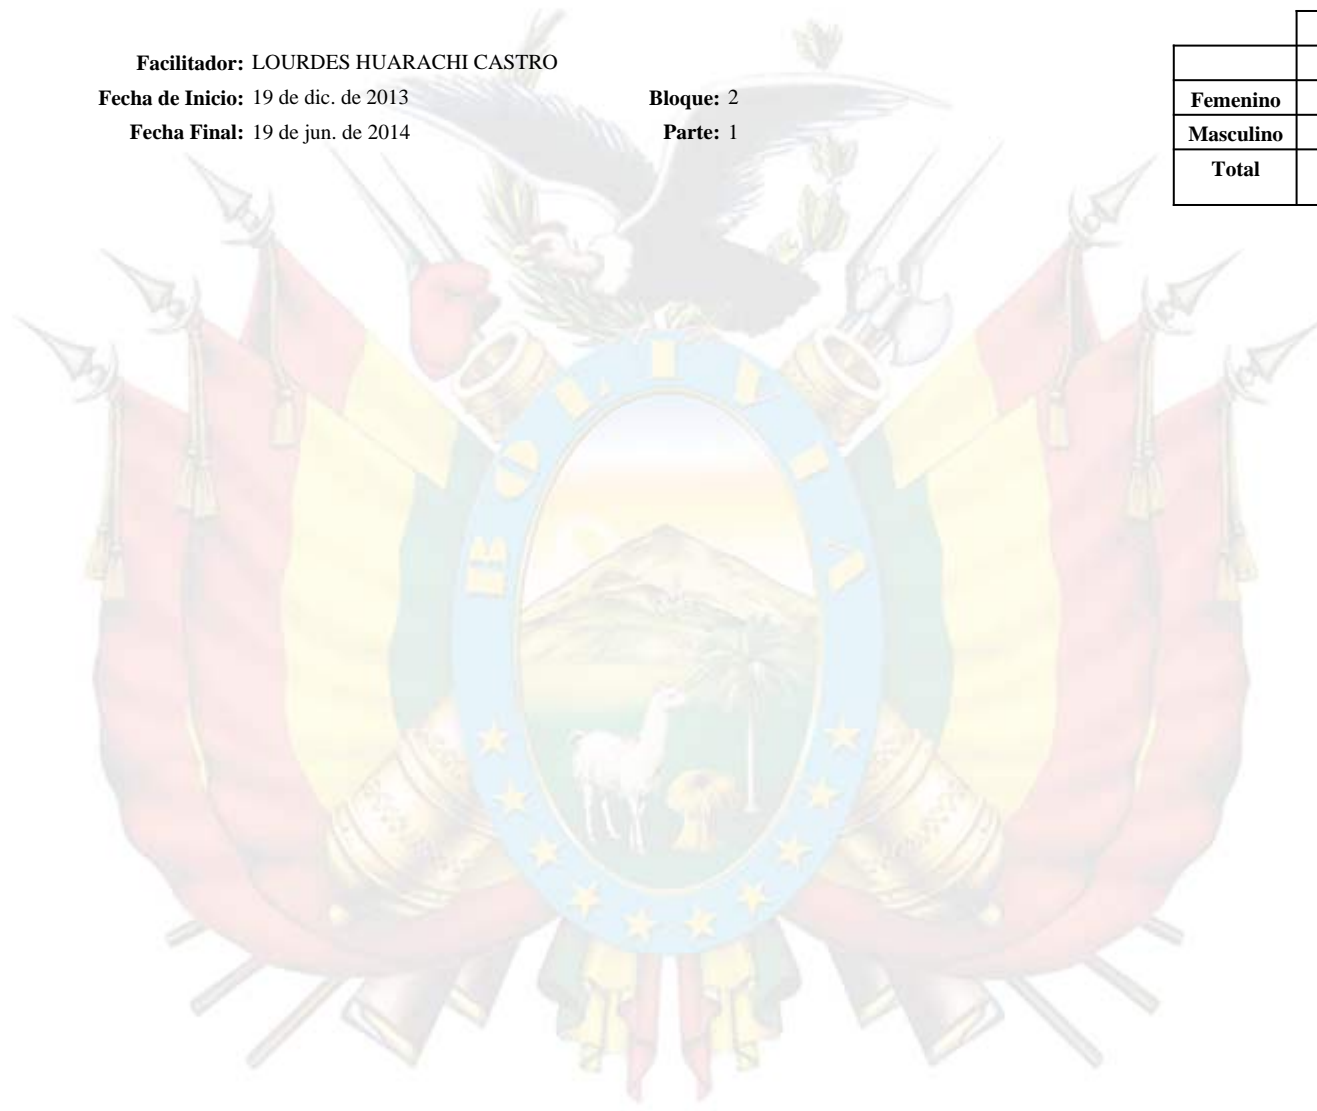 Facilitador: LOURDES HUARACHI CASTRO
Fecha de Inicio: 19 de dic. de 2013 Bloque: 2
Fecha Final: 19 de jun. de 2014 Parte: 1
Femenino
Masculino
Total
BOLIVIA